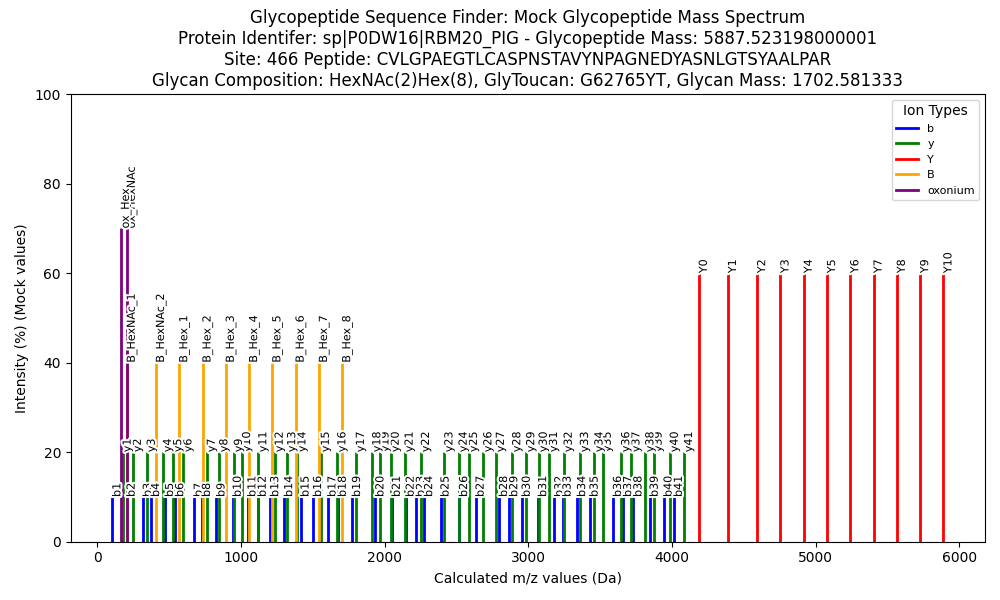 Glycopeptide Sequence Finder: Mock Glycopeptide Mass Spectrum
Protein Identifer: sp|P0DW16|RBM20_PIG - Glycopeptide Mass: 5887.523198000001
Site: 466 Peptide: CVLGPAEGTLCASPNSTAVYNPAGNEDYASNLGTSYAALPAR
Glycan Composition: HexNAc(2)Hex(8), GlyToucan: G62765YT, Glycan Mass: 1702.581333
100
80
60
40
20
0
Intensity (%) (Mock values)
Ion Types
b
y
Y
B
oxonium
ox_Hex
ox_HexNAc
Y0 Y1 Y2 Y3 Y4 Y5 Y6 Y7 Y8 Y9 Y10
B_HexNAc_1 B_HexNAc_2 B_Hex_1 B_Hex_2 B_Hex_3 B_Hex_4 B_Hex_5 B_Hex_6 B_Hex_7 B_Hex_8
y1 y2 y3 y4 y5 y6 y7 y8 y9 y10 y11 y12 y13 y14 y15 y16 y17 y18 y19 y20 y21 y22 y23 y24 y25 y26 y27 y28 y29 y30 y31 y32 y33 y34 y35 y36 y37 y38 y39 y40 y41
b1 b2 b3 b4 b5 b6 b7 b8 b9 b10 b11 b12 b13 b14 b15 b16 b17 b18 b19 b20 b21 b22 b23 b24 b25 b26 b27 b28 b29 b30 b31 b32 b33 b34 b35 b36 b37 b38 b39 b40 b41
0 1000 2000 3000 4000 5000 6000
Calculated m/z values (Da)